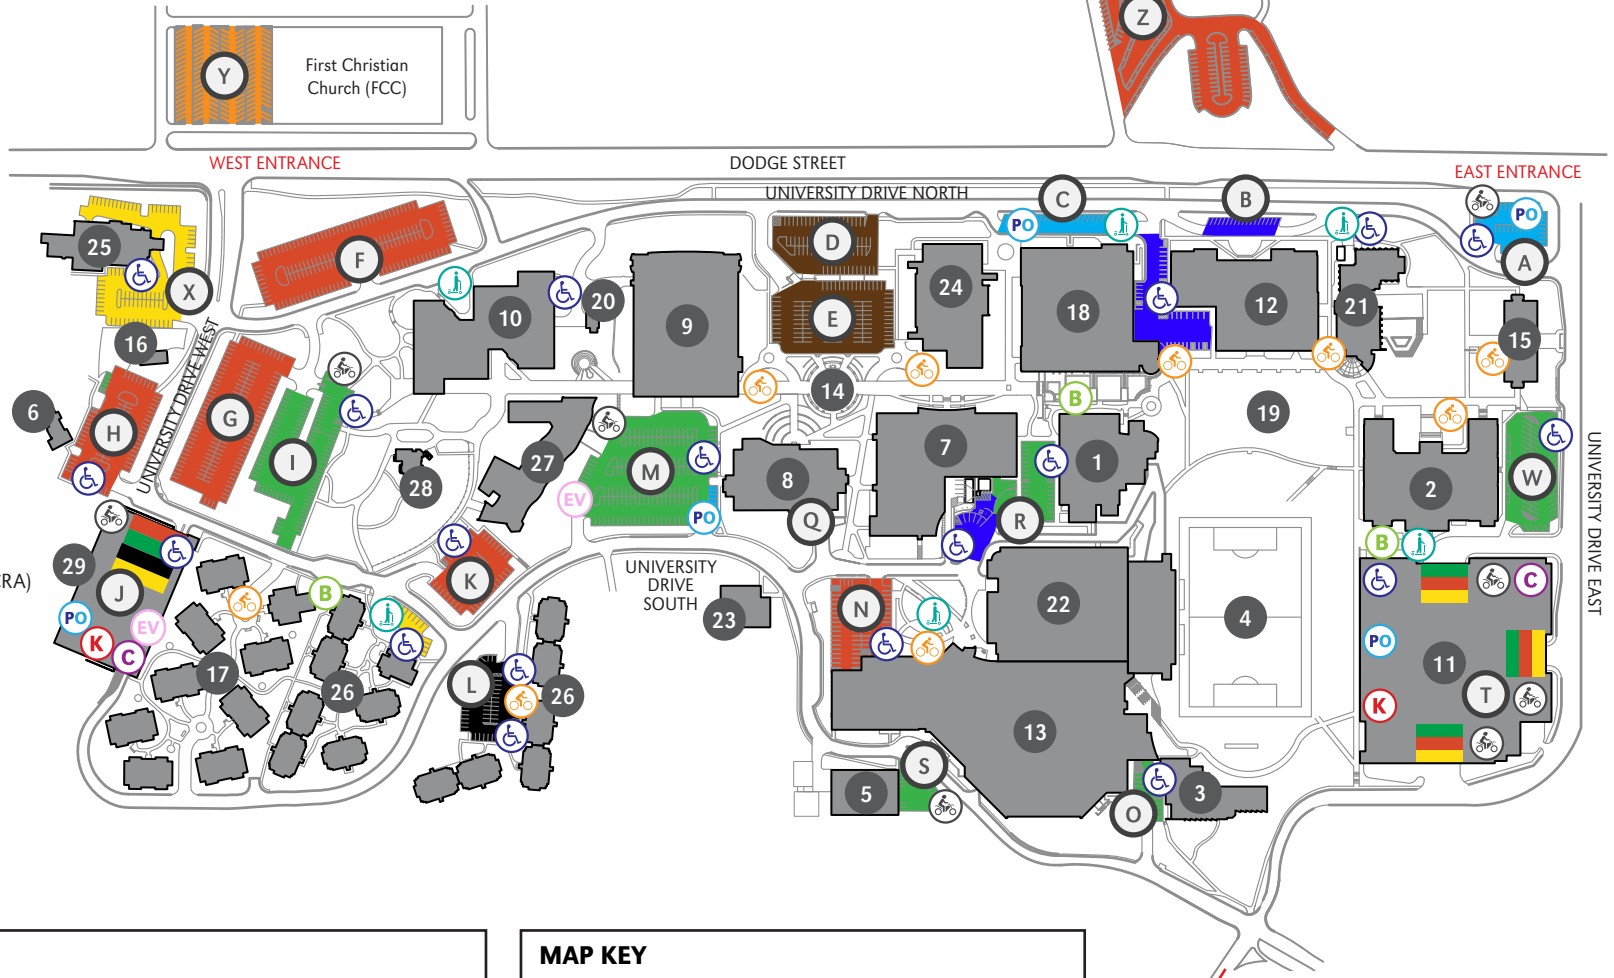 Z
Y
First Christian
Church (FCC)
WEST ENTRANCE
DODGE STREET
EAST ENTRANCE
UNIVERSITY DRIVE NORTH
C
B
PO
PO
D
A
25
F
X
24
10
20
9
E
18
12
21
16
15
UNIVERSITY DRIVE WEST
14
B
6
G
H
19
7
27
M
I
8
1
28
2
W
UNIVERSITY DRIVE EAST
EV
PO
Q
R
B
29
CRA)
J
K
UNIVERSITY
DRIVE
SOUTH
C
B
N
22
PO
EV
23
4
PO
K
C
11
17
26
L
26
T
K
13
S
5
3
O
MAP KEY